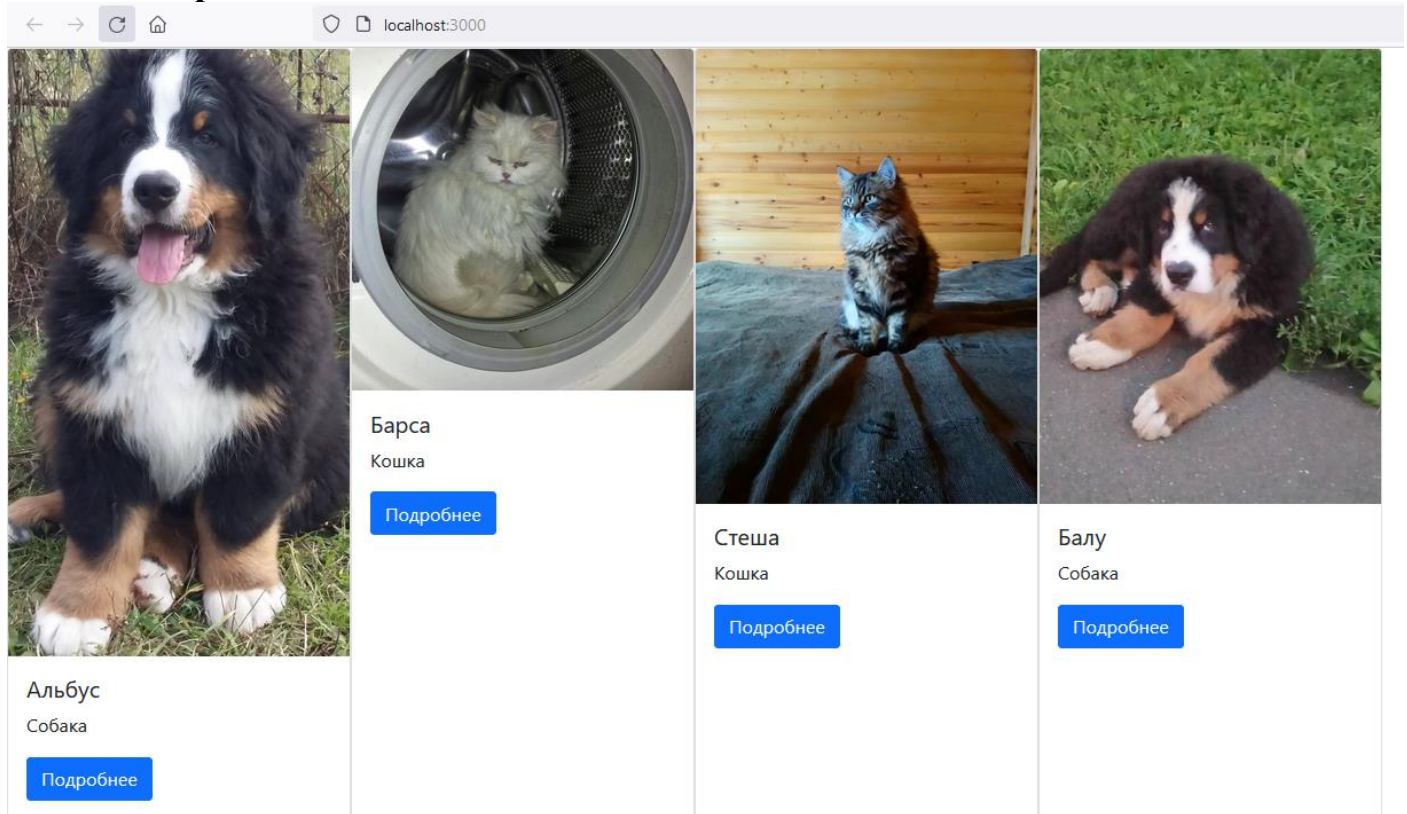 localhost:3000
Альбус
Собака
Подробнее
Барса
Кошка
Подробнее
Стеша
Кошка
Подробнее
Балу
Собака
Подробнее